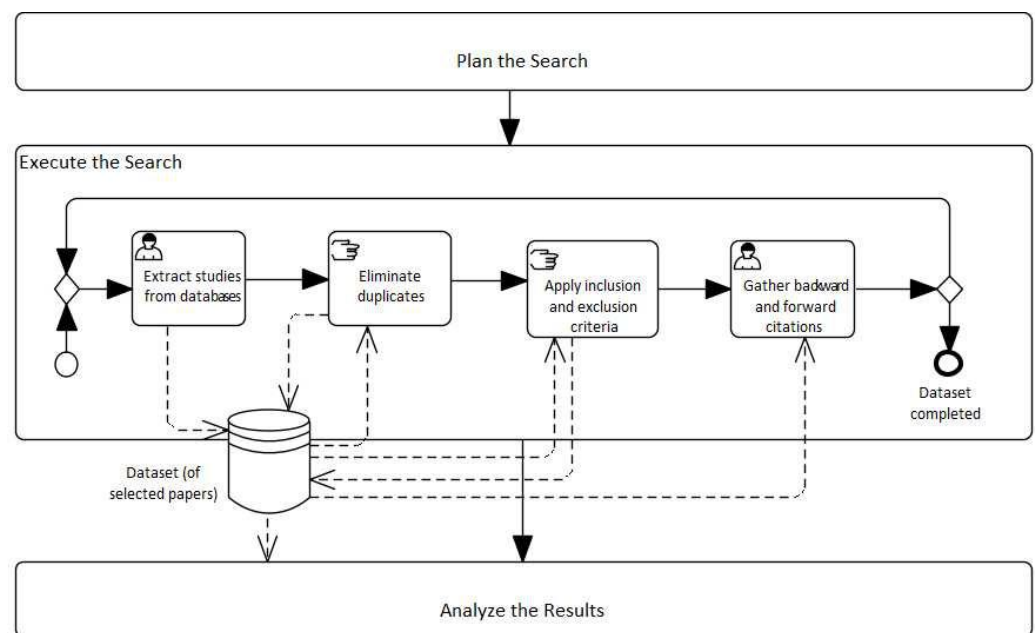 Plan the Search
Execute the Search
Extract studies
from databases
Eliminate
duplicates
Apply inclusion
and exclusion
criteria
Gather backward
and forward
citations
Dataset
completed
Dataset (of
selected papers)
Analyze the Results